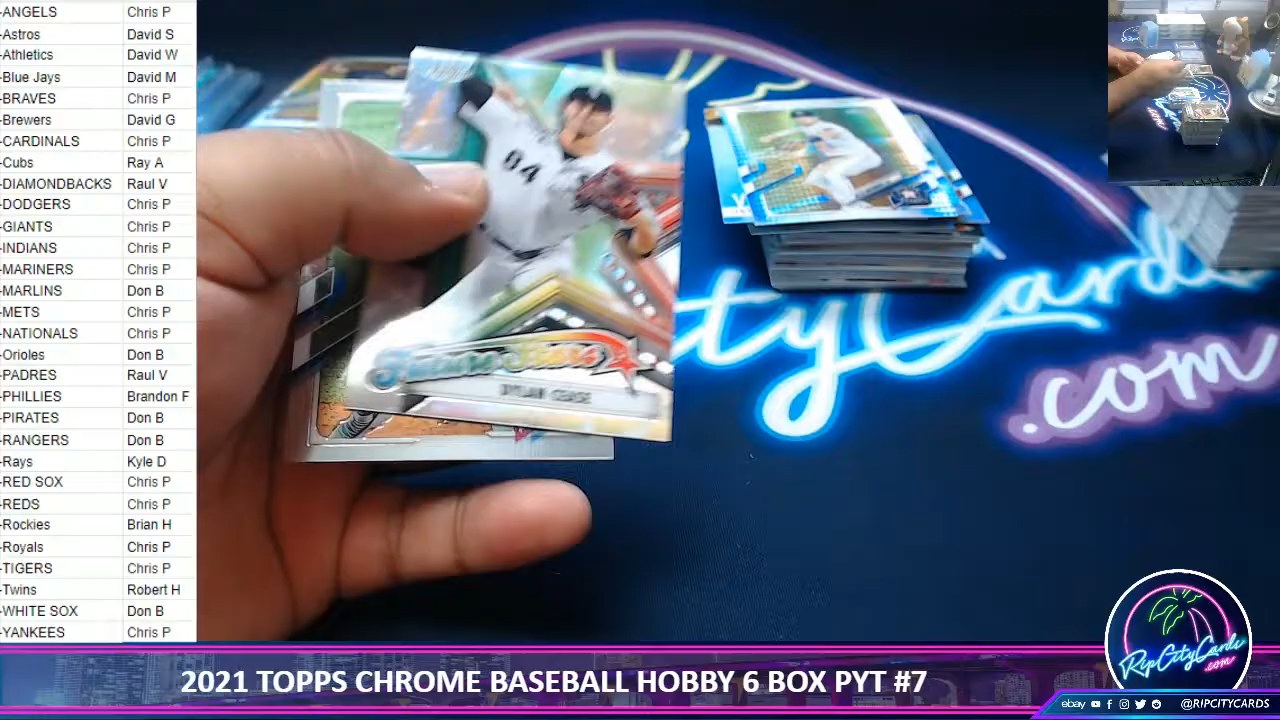 -ANGELS Chris P
-Astros David S
-Athletics David W
-Blue Jays David M
-BRAVES Chris P
-Brewers David G
-CARDINALS Chris P
-Cubs Ray A
-DIAMONDBACKS Raul V
-DODGERS Chris P
-GIANTS Chris P
-INDIANS Chris P
-MARINERS Chris P
-MARLINS Don B
-METS Chris P
-NATIONALS Chris P
-Orioles Don B
-PADRES Raul V
-PHILLIES Brandon F
-PIRATES Don B
-RANGERS Don B
-Rays Kyle D
-RED SOX Chris P
-REDS Chris P
-Rockies Brian H
-Royals Chris P
-TIGERS Chris P
-Twins Robert H
-WHITE SOX Don B
-YANKEES Chris P
84
Future Stars
DYLAN CEASE
ityCards
.com
RipCityCards
.com
2021 TOPPS CHROME BASEBALL HOBBY 6 BOX PYT #7
ebay @RIPCITYCARDS